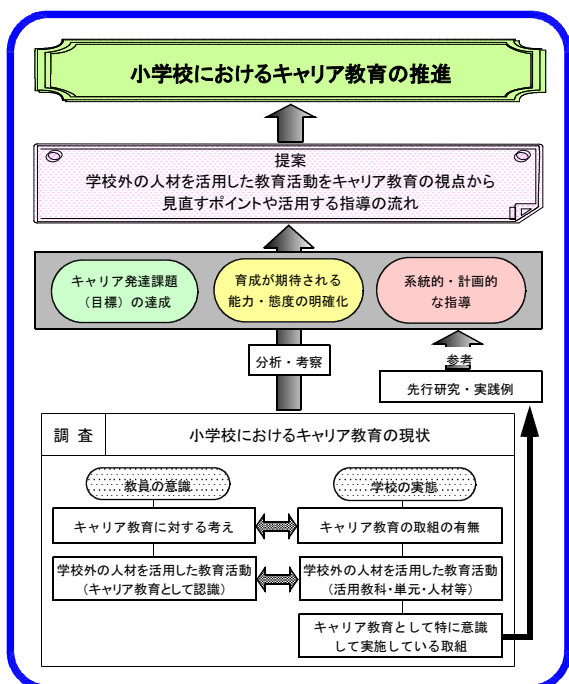 小学校におけるキャリア教育の推進
提案
学校外の人材を活用した教育活動をキャリア教育の視点から
見直すポイントや活用する指導の流れ
キャリア発達課題
（目標）の達成
育成が期待される
能力・態度の明確化
系統的・計画的
な指導
分析・考察
参考
先行研究・実践例
調 査
小学校におけるキャリア教育の現状
教員の意識
学校の実態
キャリア教育に対する考え
キャリア教育の取組の有無
学校外の人材を活用した教育活動
（キャリア教育として認識）
学校外の人材を活用した教育活動
（活用教科・単元・人材等）
キャリア教育として特に意識
して実施している取組